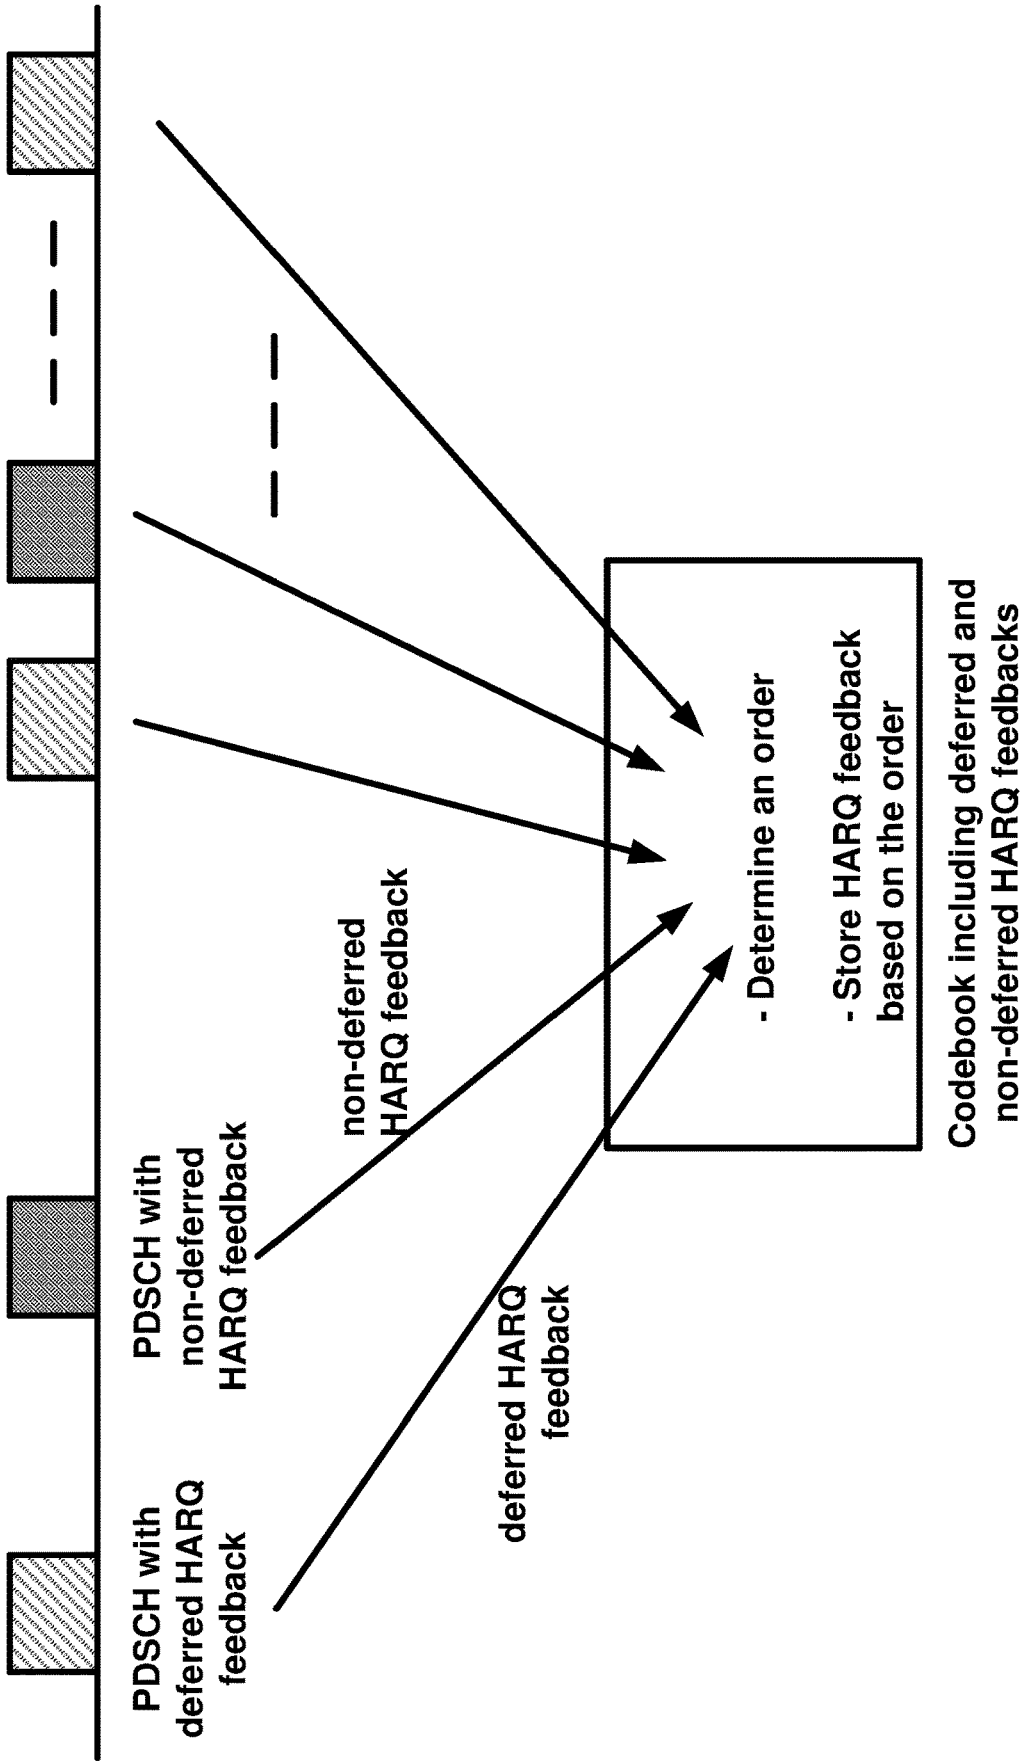 PDSCH with
deferred HARQ
feedback
PDSCH with
non-deferred
HARQ feedback
deferred HARQ
feedback
non-deferred
HARQ feedback
- Determine an order
- Store HARQ feedback
based on the order
Codebook including deferred and
non-deferred HARQ feedbacks